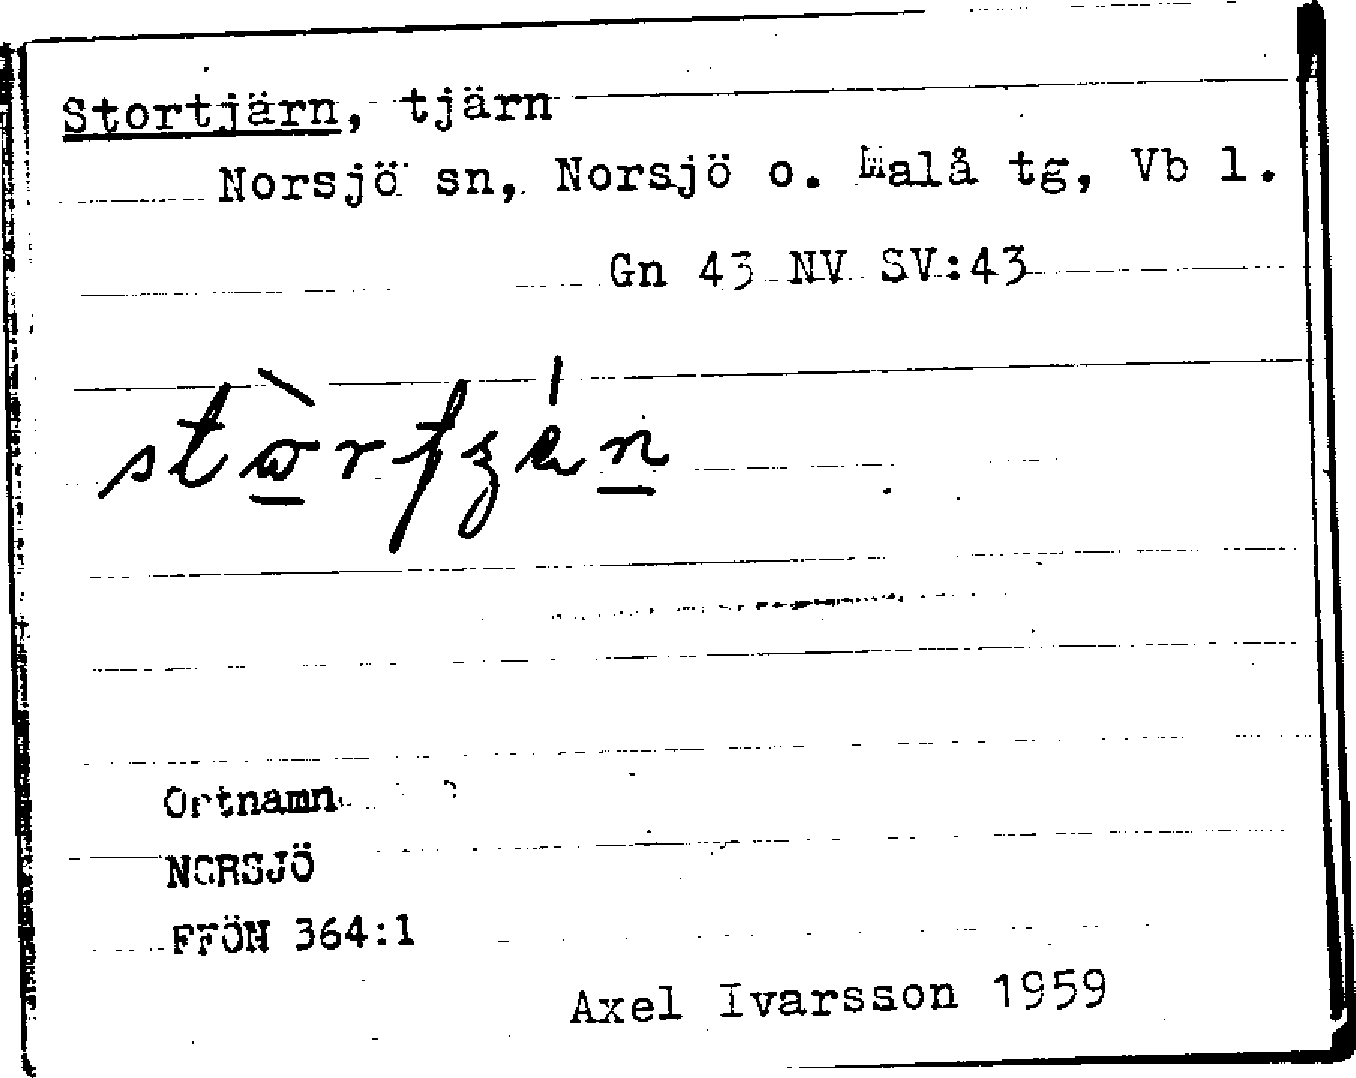 Stortjärn, tjärn
Norsjö sn, Norsjö o. Malå tg, Vb l.
Gn 43 NV SV:43
Ortnamn
NORSJÖ
FFÖN 364:1
Axel Ivarsson 1959